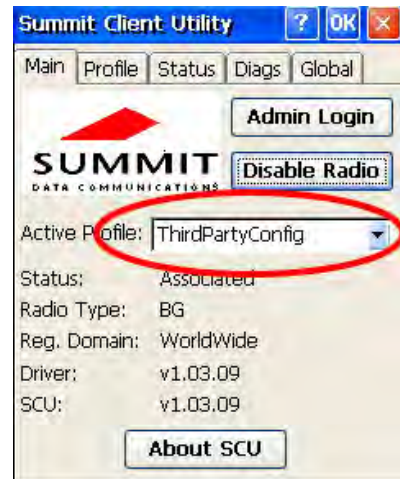 Summit Client Utility ? OK X
Main Profile Status Diags Global
Admin Login
SUMMIT
DATA COMMUNICATIONS
Disable Radio
Active Profile: ThirdPartyConfig
Status: Associated
Radio Type: BG
Reg. Domain: WorldWide
Driver: v1.03.09
SCU: v1.03.09
About SCU